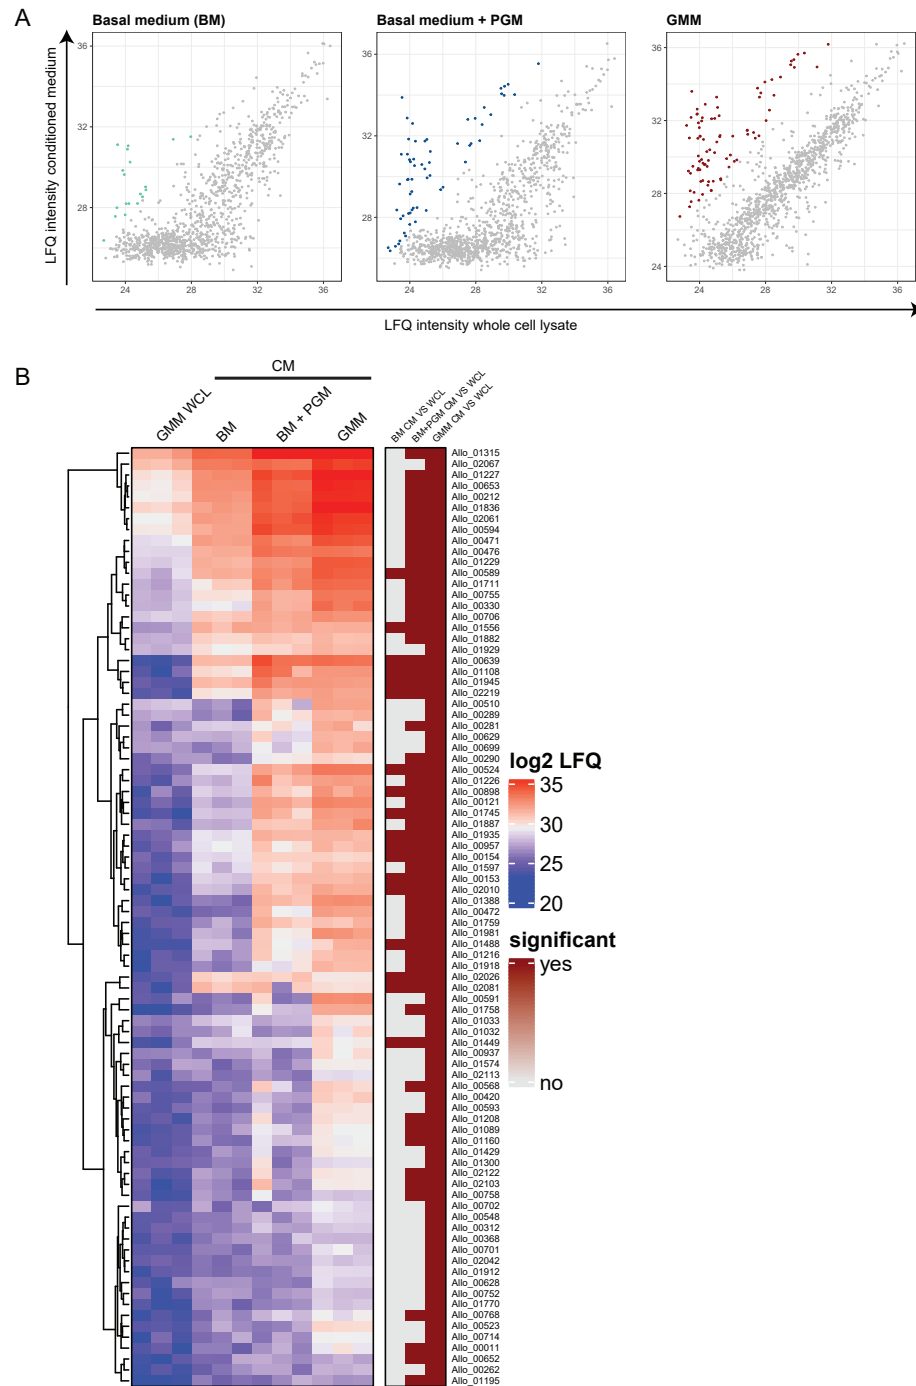 A
Basal medium (BM)
Basal medium + PGM
GMM
LFQ intensity conditioned medium
36
32
28
24
28
32
36
36
32
28
24
28
32
36
36
32
28
24
24
28
32
36
LFQ intensity whole cell lysate
B
CM
GMM WCL
BM
BM + PGM
GMM
BM CM VS WCL
BM+PGM CM VS WCL
GMM CM VS WCL
Allo_01315
Allo_02067
Allo_01227
Allo_00653
Allo_00212
Allo_01836
Allo_02061
Allo_00594
Allo_00471
Allo_00476
Allo_01229
Allo_00589
Allo_01711
Allo_00755
Allo_00330
Allo_00706
Allo_01556
Allo_01882
Allo_01929
Allo_00639
Allo_01108
Allo_01945
Allo_02219
Allo_00510
Allo_00289
Allo_00281
Allo_00629
Allo_00699
Allo_00290
Allo_00524
Allo_01226
Allo_00898
Allo_00121
Allo_01745
Allo_01887
Allo_01935
Allo_00957
Allo_00154
Allo_01597
Allo_00153
Allo_02010
Allo_01388
Allo_00472
Allo_01759
Allo_01981
Allo_01488
Allo_01216
Allo_01918
Allo_02026
Allo_02081
Allo_00591
Allo_01758
Allo_01033
Allo_01032
Allo_01449
Allo_00937
Allo_01574
Allo_02113
Allo_00568
Allo_00420
Allo_00593
Allo_01208
Allo_01089
Allo_01160
Allo_01429
Allo_01300
Allo_02122
Allo_02103
Allo_00758
Allo_00702
Allo_00548
Allo_00312
Allo_00368
Allo_00701
Allo_02042
Allo_01912
Allo_00628
Allo_00752
Allo_01770
Allo_00768
Allo_00523
Allo_00714
Allo_00011
Allo_00652
Allo_00262
Allo_01195
log2 LFQ
35
30
25
20
significant
yes
no